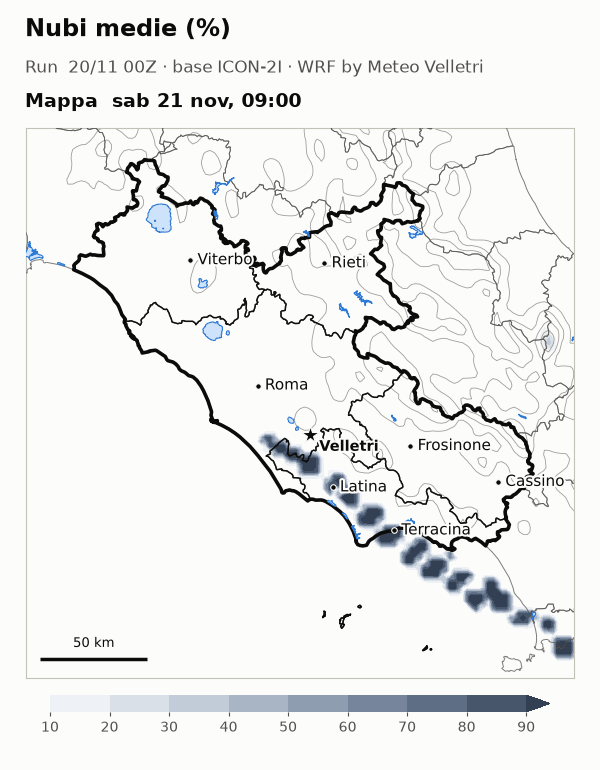 Nubi medie (%)
Run 20/11 00Z · base ICON-2I · WRF by Meteo Velletri
Mappa sab 21 nov, 09:00
Viterbo
Rieti
Roma
Velletri
Frosinone
Latina
Cassino
Terracina
50 km
10 20 30 40 50 60 70 80 90